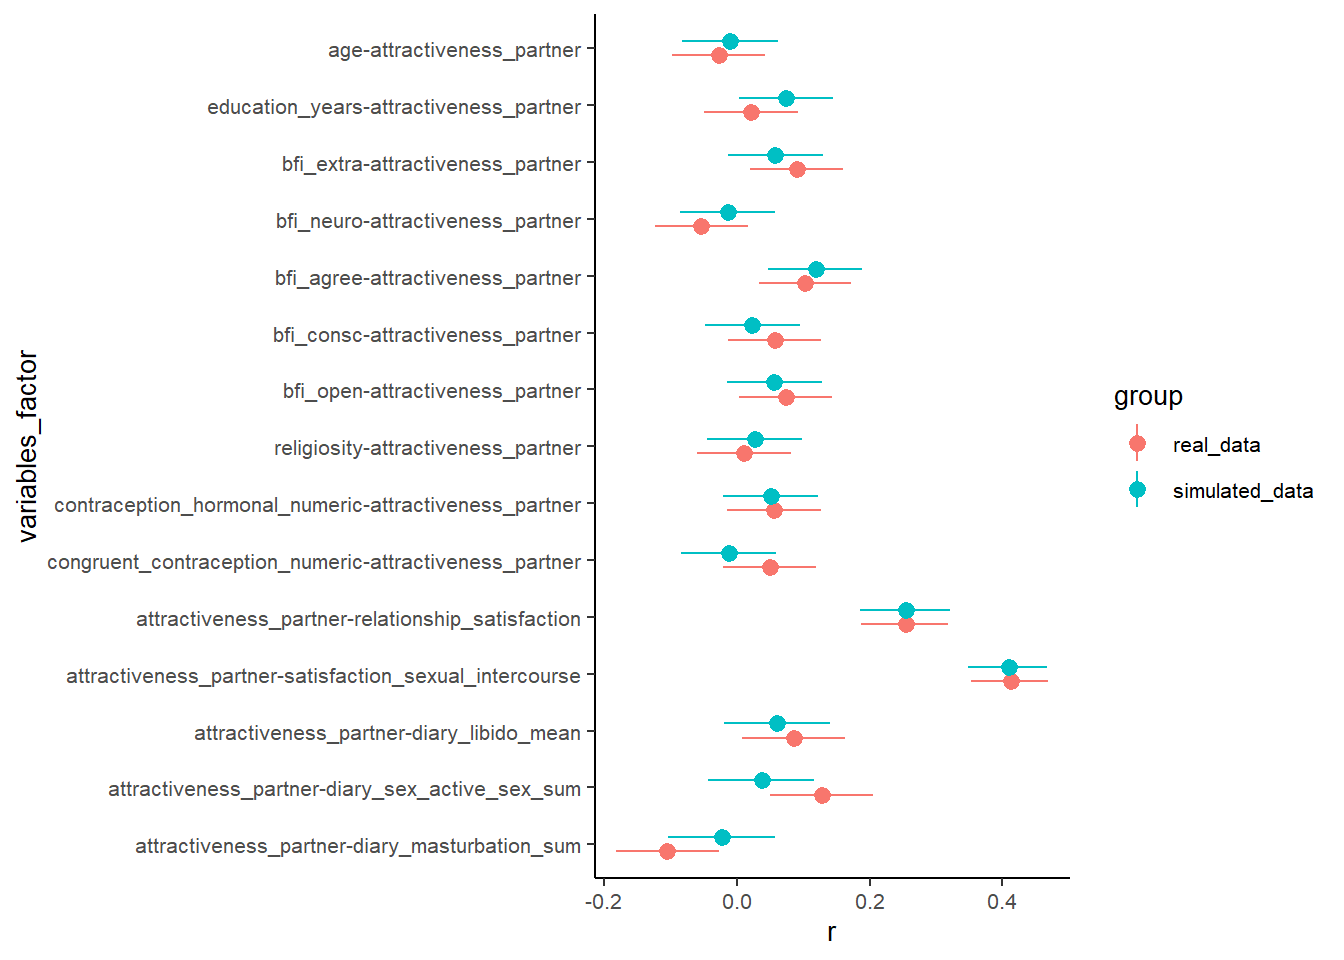 age-attractiveness_partner
education_years-attractiveness_partner
bfi_extra-attractiveness_partner
bfi_neuro-attractiveness_partner
bfi_agree-attractiveness_partner
bfi_consc-attractiveness_partner
bfi_open-attractiveness_partner
religiosity-attractiveness_partner
contraception_hormonal_numeric-attractiveness_partner
congruent_contraception_numeric-attractiveness_partner
attractiveness_partner-relationship_satisfaction
attractiveness_partner-satisfaction_sexual_intercourse
attractiveness_partner-diary_libido_mean
attractiveness_partner-diary_sex_active_sex_sum
attractiveness_partner-diary_masturbation_sum
variables_factor
-0.2 0.0 0.2 0.4
r
group
real_data
simulated_data